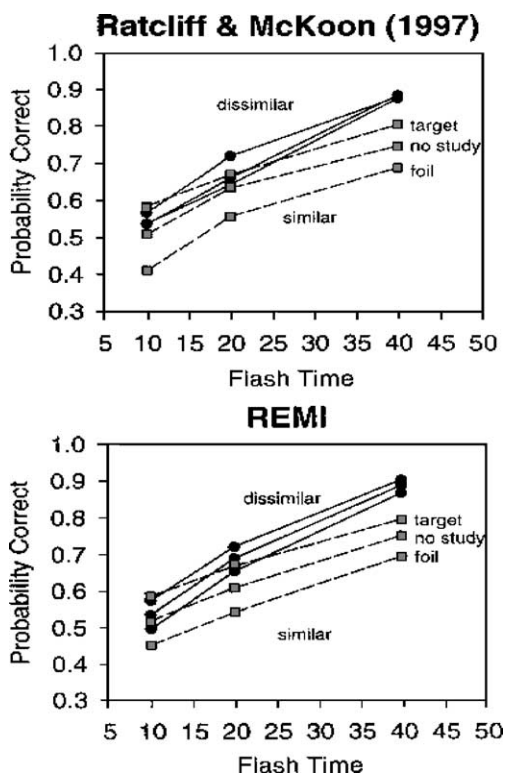 Ratcliff & McKoon (1997)
1.0
0.9
0.8
0.7
0.6
0.5
0.4
0.3
Probability Correct
dissimilar
target
no study
foil
similar
5 10 15 20 25 30 35 40 45 50
Flash Time
REMI
1.0
0.9
0.8
0.7
0.6
0.5
0.4
0.3
Probability Correct
dissimilar
target
no study
foil
similar
5 10 15 20 25 30 35 40 45 50
Flash Time